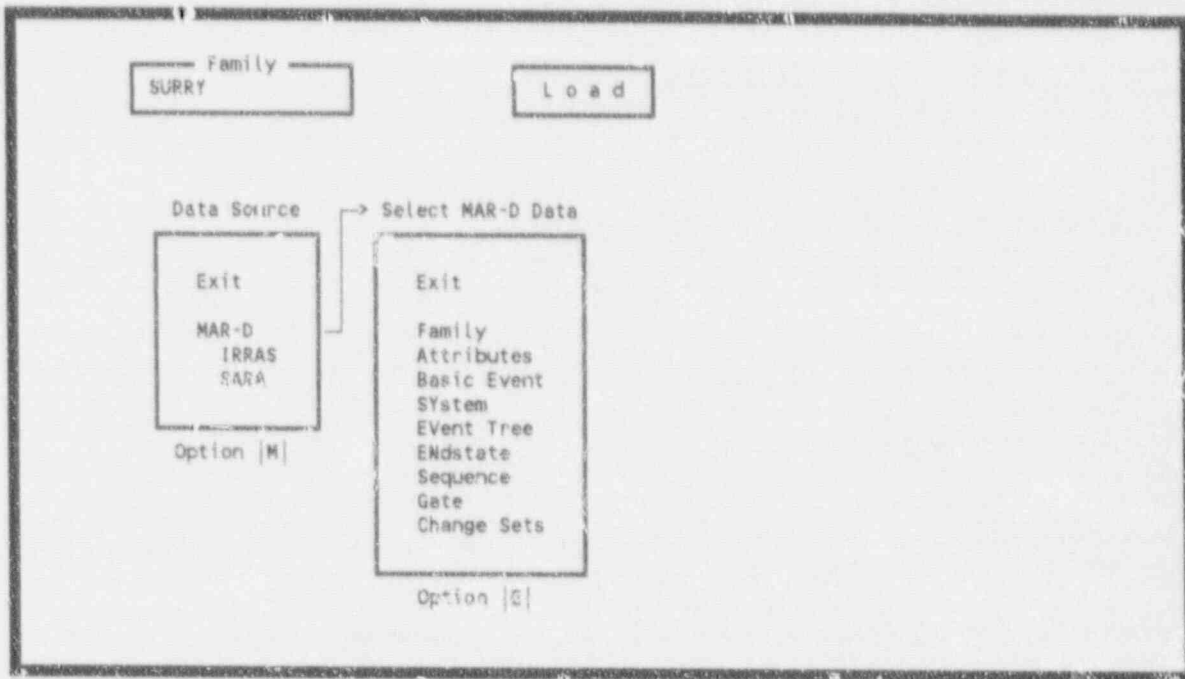 Family
SURRY
Load
Data Source
Select MAR-D Data
Exit
MAR-D
IRRAS
SARA
Option |M|
Exit
Family
Attributes
Basic Event
SYstem
EVent Tree
ENdstate
Sequence
Gate
Change Sets
Option